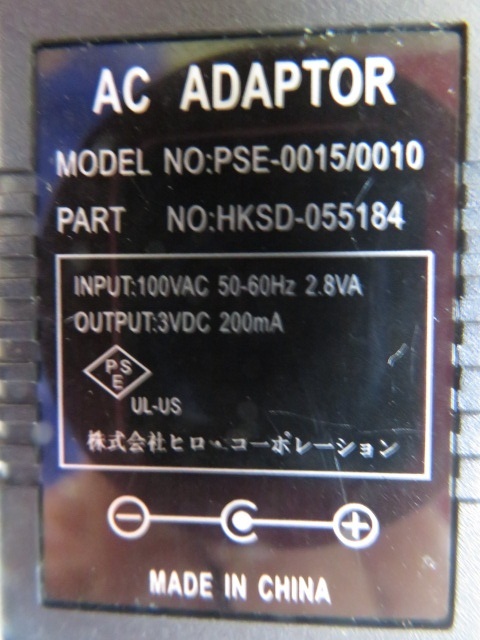 AC ADAPTOR
MODEL NO:PSE-0015/0010
PART NO:HKSD-055184
INPUT:100VAC 50-60Hz 2.8VA
OUTPUT:3VDC 200mA
PS
E
UL-US
株式会社ヒロ・コーポレーション
MADE IN CHINA